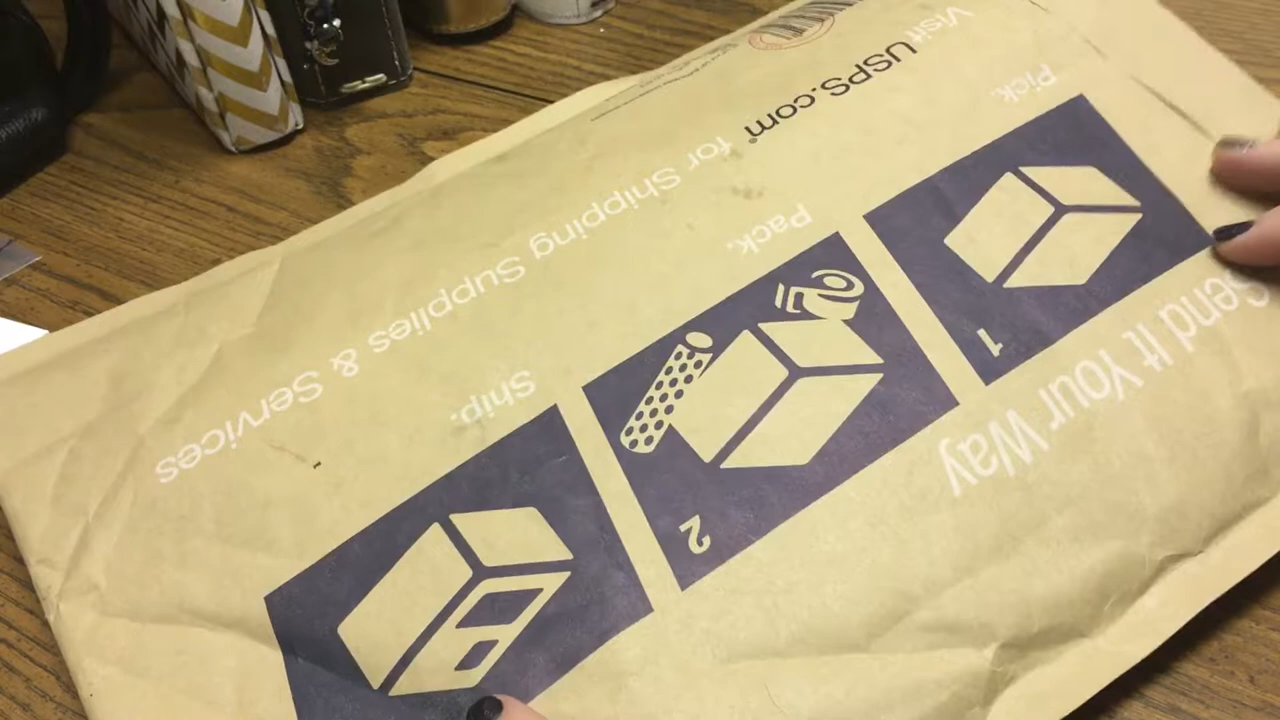 Send It Your Way
1
2
Pick.
Pack.
Ship.
Visit USPS.com® for Shipping Supplies & Services